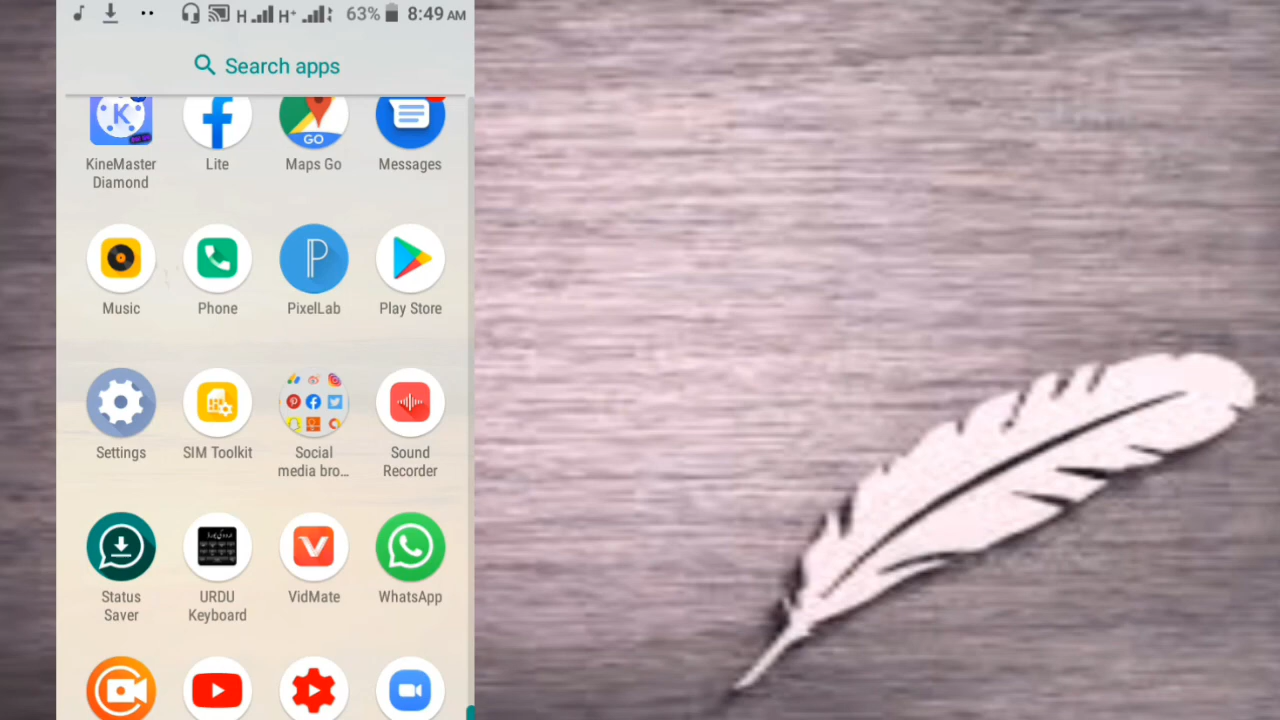 H H+ 63% 8:49 AM
Search apps
K
GO
KineMaster Lite Maps Go Messages
Diamond
P
Music Phone PixelLab Play Store
Settings SIM Toolkit Social Sound
media bro... Recorder
Status URDU VidMate WhatsApp
Saver Keyboard